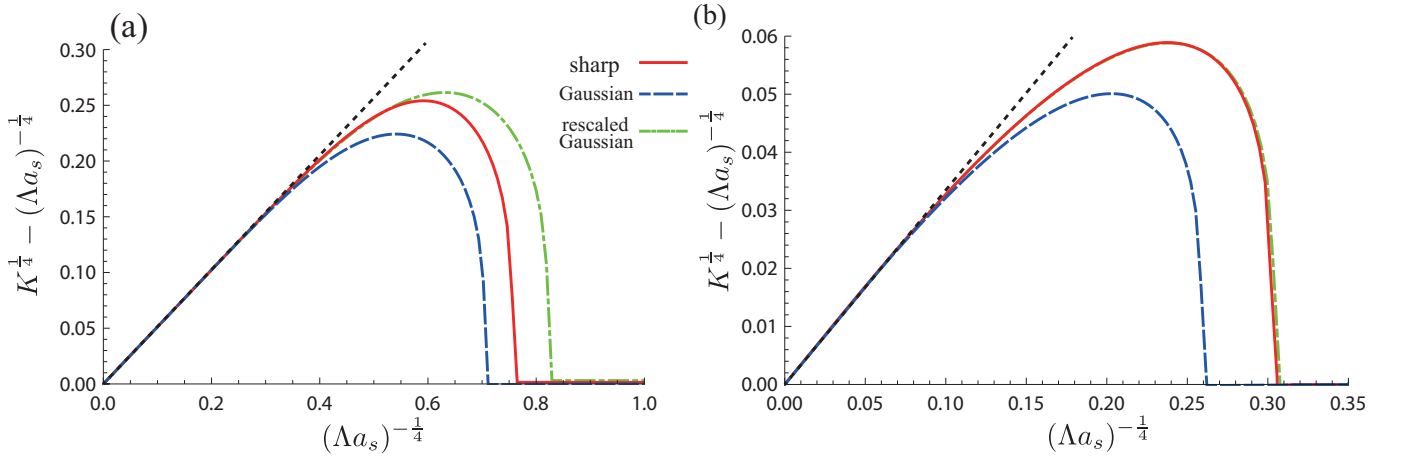 (a)
K^{1/4} − (Λa_s)^{−1/4}
0.30
0.25
0.20
0.15
0.10
0.05
0.00
0.0 0.2 0.4 0.6 0.8 1.0
(Λa_s)^{−1/4}
sharp
Gaussian
rescaled
Gaussian
(b)
K^{1/4} − (Λa_s)^{−1/4}
0.06
0.05
0.04
0.03
0.02
0.01
0.00
0.00 0.05 0.10 0.15 0.20 0.25 0.30 0.35
(Λa_s)^{−1/4}